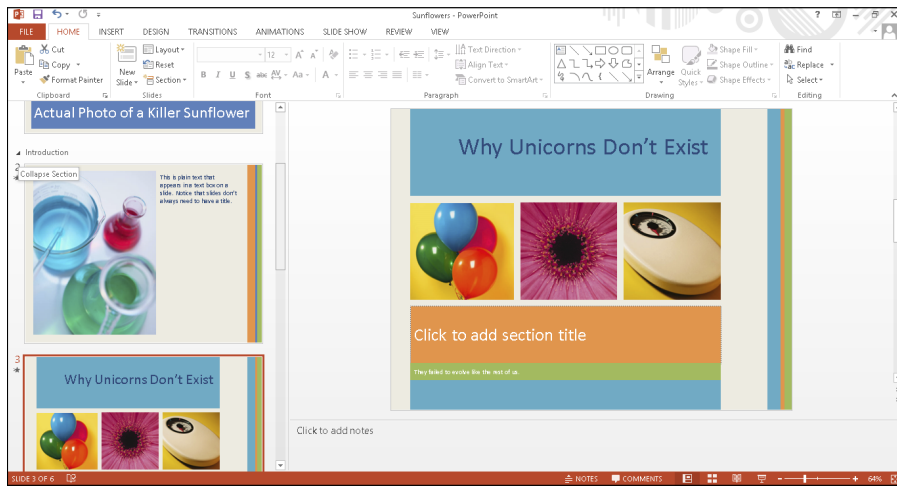 Sunflowers - PowerPoint
FILE HOME INSERT DESIGN TRANSITIONS ANIMATIONS SLIDE SHOW REVIEW VIEW
Paste
Cut
Copy
Format Painter
Clipboard
New Slide
Layout
Reset
Section
Slides
12
B I U S abc AV Aa A
Font
Text Direction
Align Text
Convert to SmartArt
Paragraph
Arrange
Quick Styles
Shape Fill
Shape Outline
Shape Effects
Drawing
Find
Replace
Select
Editing
Actual Photo of a Killer Sunflower
Introduction
2
Collapse Section
This is plain text that
appears in a text box on a
slide. Notice that slides don't
always need to have a title.
3
Why Unicorns Don't Exist
Why Unicorns Don't Exist
Click to add section title
They failed to evolve like the rest of us.
Click to add notes
SLIDE 3 OF 6
NOTES
COMMENTS
64%